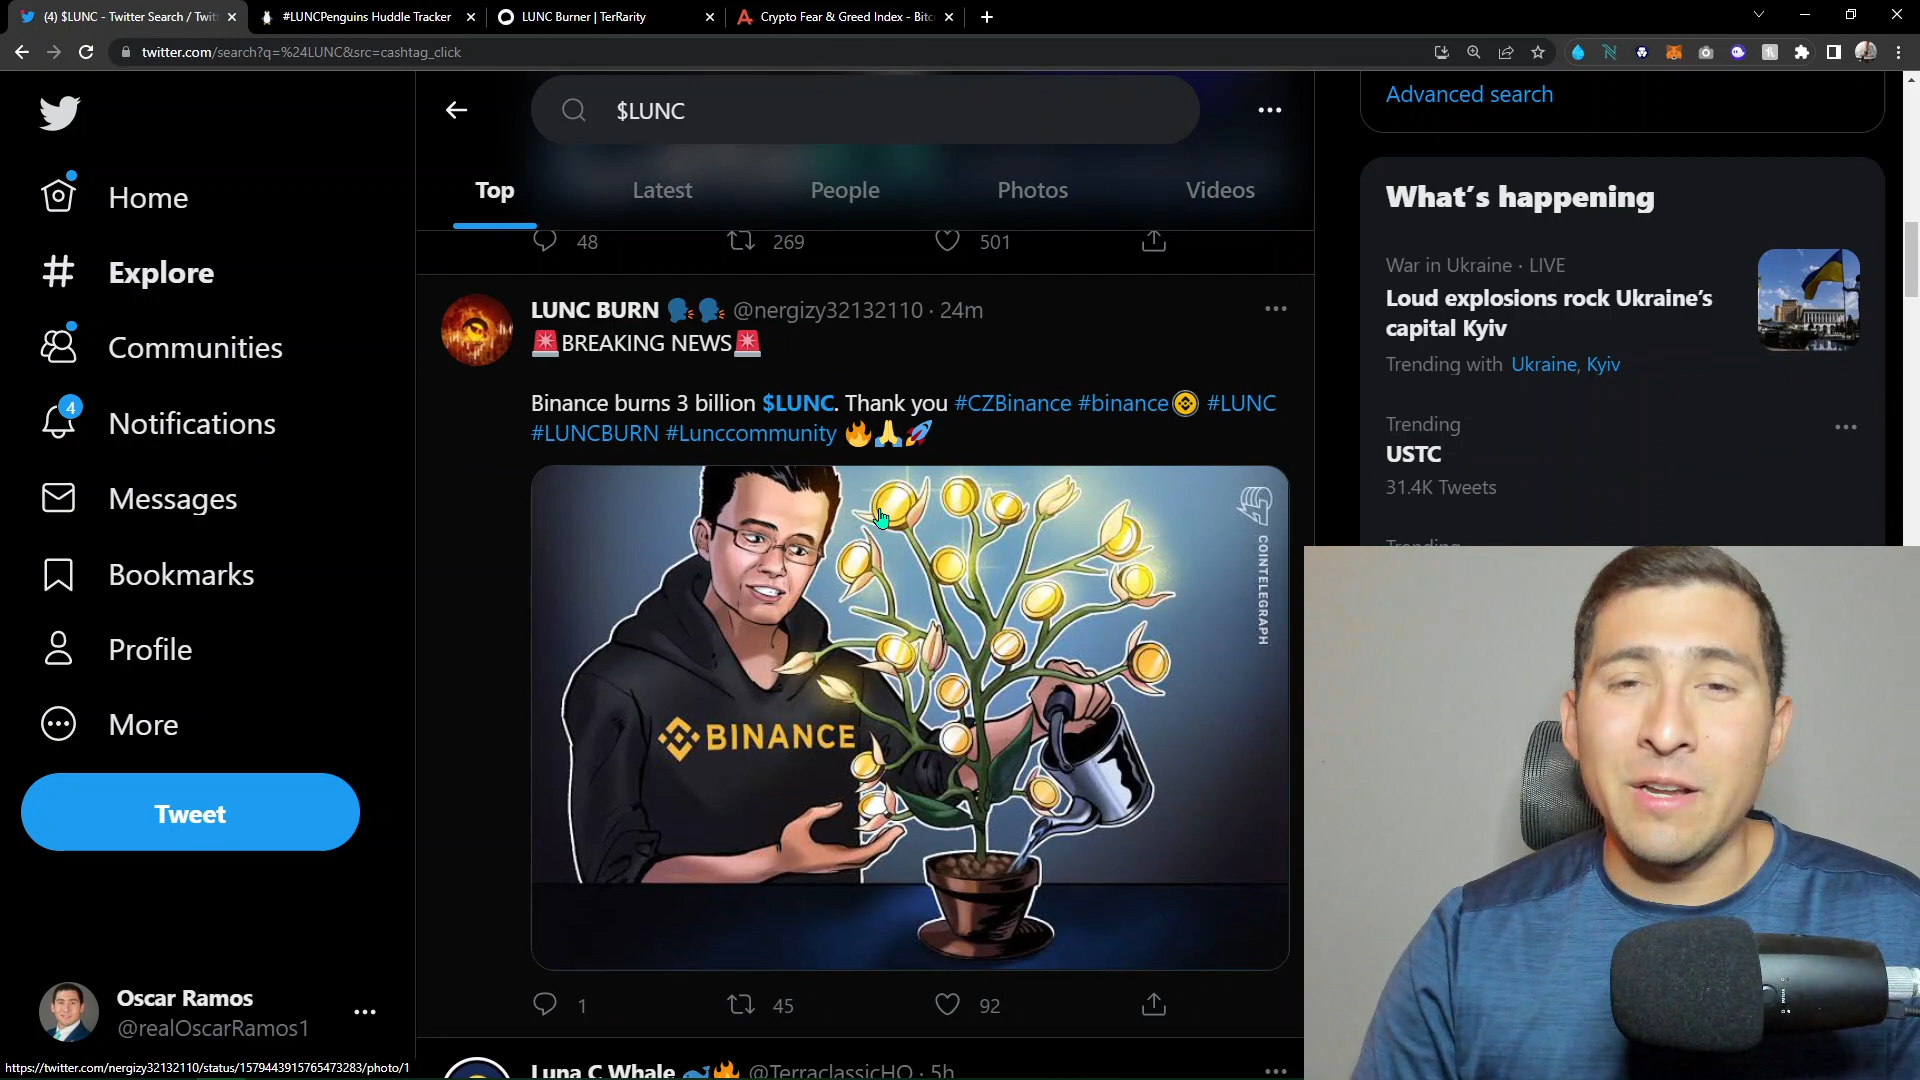 (4) $LUNC - Twitter Search / Twit
#LUNCPenguins Huddle Tracker
LUNC Burner | TerRarity
Crypto Fear & Greed Index - Bitc
twitter.com/search?q=%24LUNC&src=cashtag_click
$LUNC
Top
Latest
People
Photos
Videos
Home
Explore
Communities
4
Notifications
Messages
Bookmarks
Profile
More
Tweet
Oscar Ramos
@realOscarRamos1
https://twitter.com/nergizy32132110/status/1579443915765473283/photo/1
48
269
501
LUNC BURN @nergizy32132110 · 24m
BREAKING NEWS
Binance burns 3 billion $LUNC. Thank you #CZBinance #binance #LUNC
#LUNCBURN #Lunccommunity
COINTELEGRAPH
BINANCE
1
45
92
Luna C Whale @TerraclassicHQ · 5h
Advanced search
What's happening
War in Ukraine · LIVE
Loud explosions rock Ukraine's
capital Kyiv
Trending with Ukraine, Kyiv
Trending
USTC
31.4K Tweets
Trending